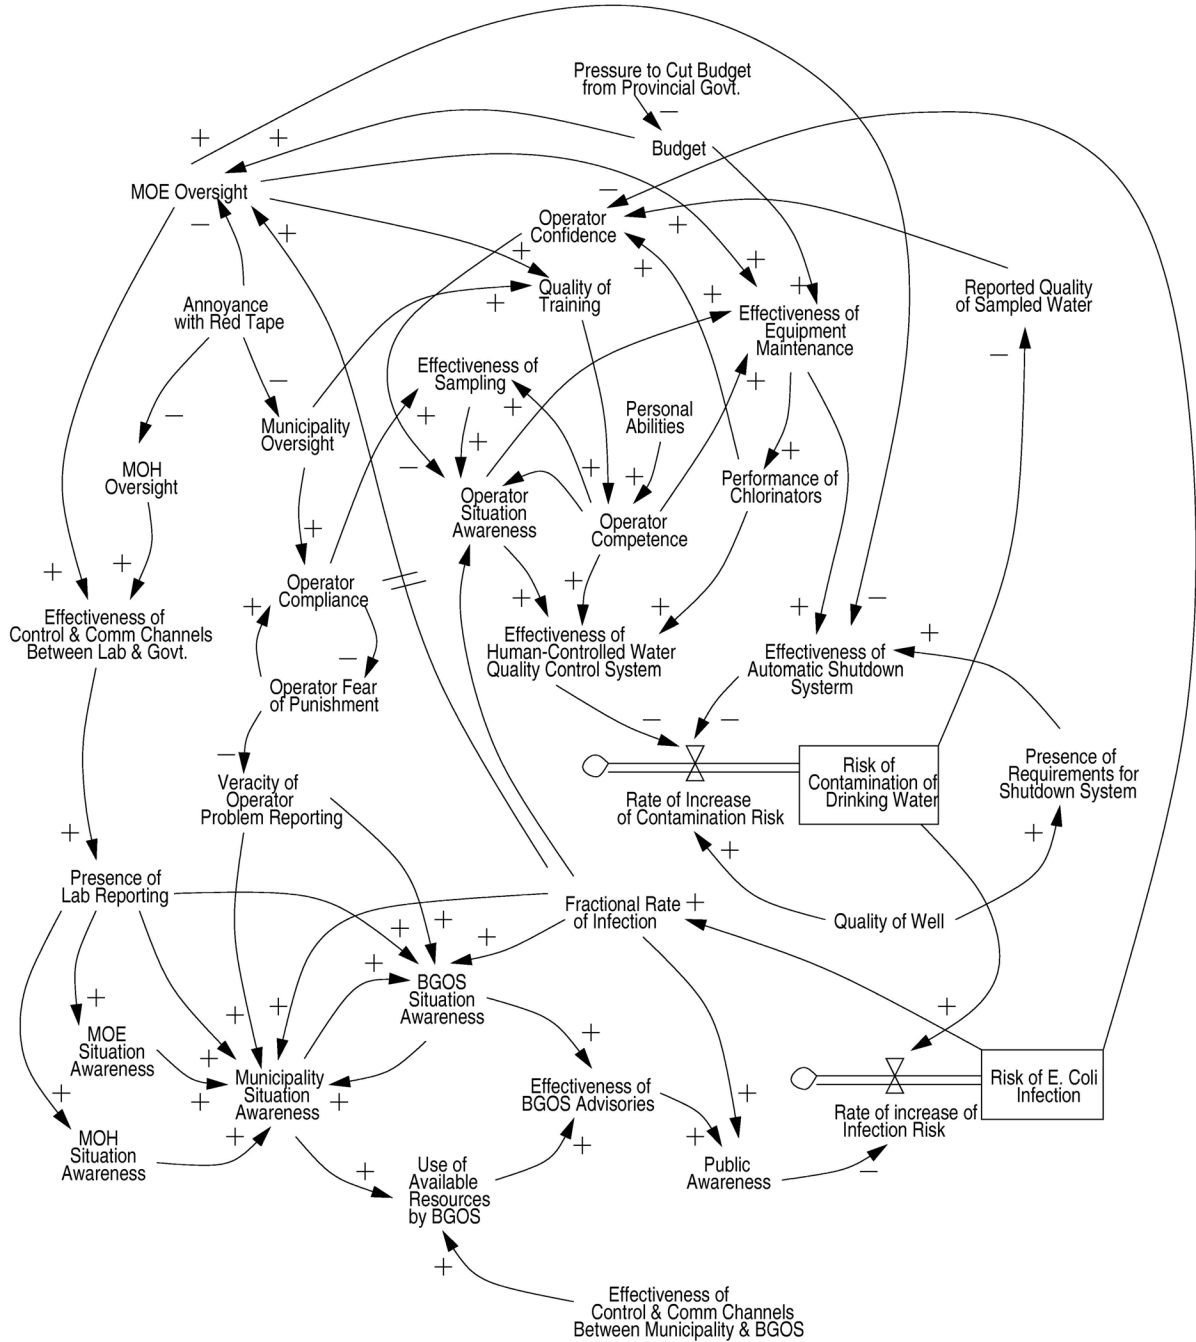 Pressure to Cut Budget
from Provincial Govt.
Budget
MOE Oversight
Operator
Confidence
Quality of
Training
Reported Quality
of Sampled Water
Annoyance
with Red Tape
Effectiveness of
Equipment
Maintenance
Effectiveness of
Sampling
Personal
Abilities
Municipality
Oversight
MOH
Oversight
Performance of
Chlorinators
Operator
Situation
Awareness
Operator
Competence
Operator
Compliance
Effectiveness of
Control & Comm Channels
Between Lab & Govt.
Effectiveness of
Human-Controlled Water
Quality Control System
Effectiveness of
Automatic Shutdown
Systerm
Operator Fear
of Punishment
Veracity of
Operator
Problem Reporting
Risk of
Contamination of
Drinking Water
Presence of
Requirements for
Shutdown System
Rate of Increase
of Contamination Risk
Presence of
Lab Reporting
Fractional Rate
of Infection
Quality of Well
BGOS
Situation
Awareness
MOE
Situation
Awareness
Municipality
Situation
Awareness
Effectiveness of
BGOS Advisories
Risk of E. Coli
Infection
Rate of increase of
Infection Risk
MOH
Situation
Awareness
Use of
Available
Resources
by BGOS
Public
Awareness
Effectiveness of
Control & Comm Channels
Between Municipality & BGOS